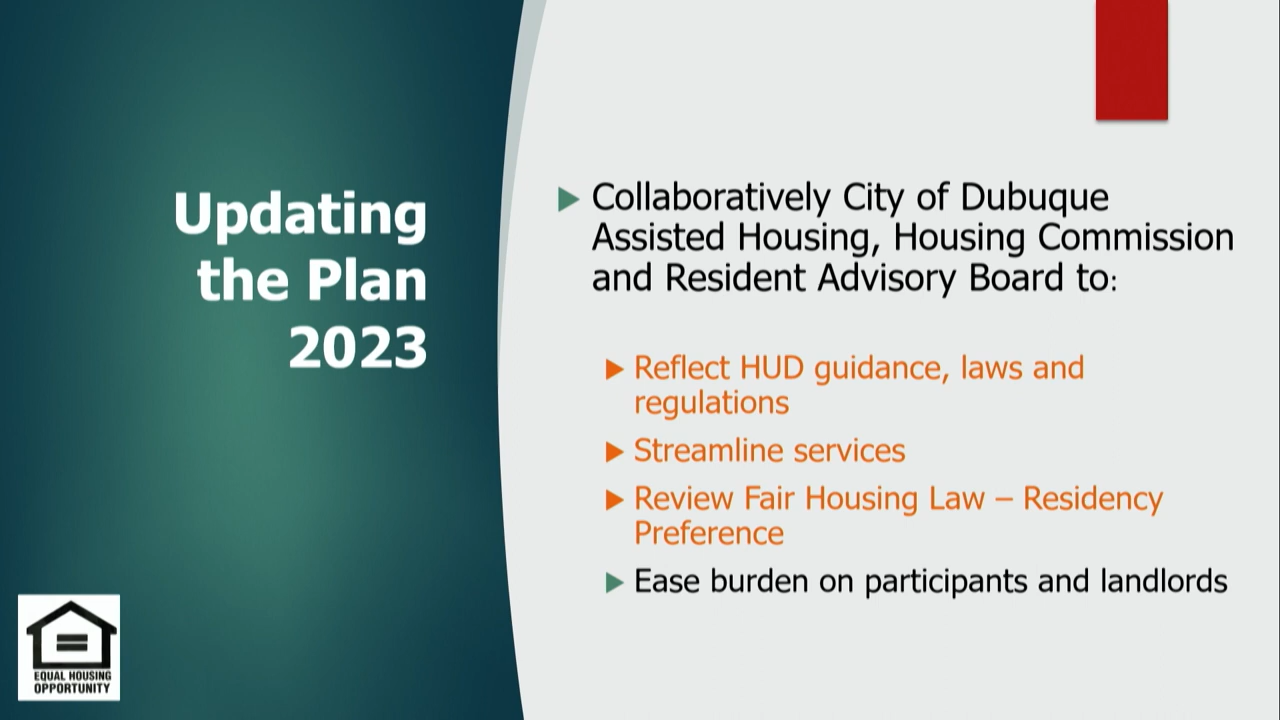 Updating
the Plan
2023
Collaboratively City of Dubuque
Assisted Housing, Housing Commission
and Resident Advisory Board to:
Reflect HUD guidance, laws and
regulations
Streamline services
Review Fair Housing Law – Residency
Preference
Ease burden on participants and landlords
EQUAL HOUSING
OPPORTUNITY